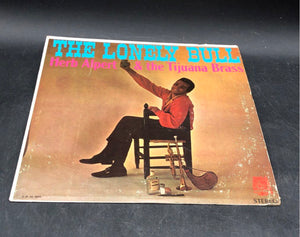 THE LONELY BULL
Herb Alpert & the Tijuana Brass
STEREO